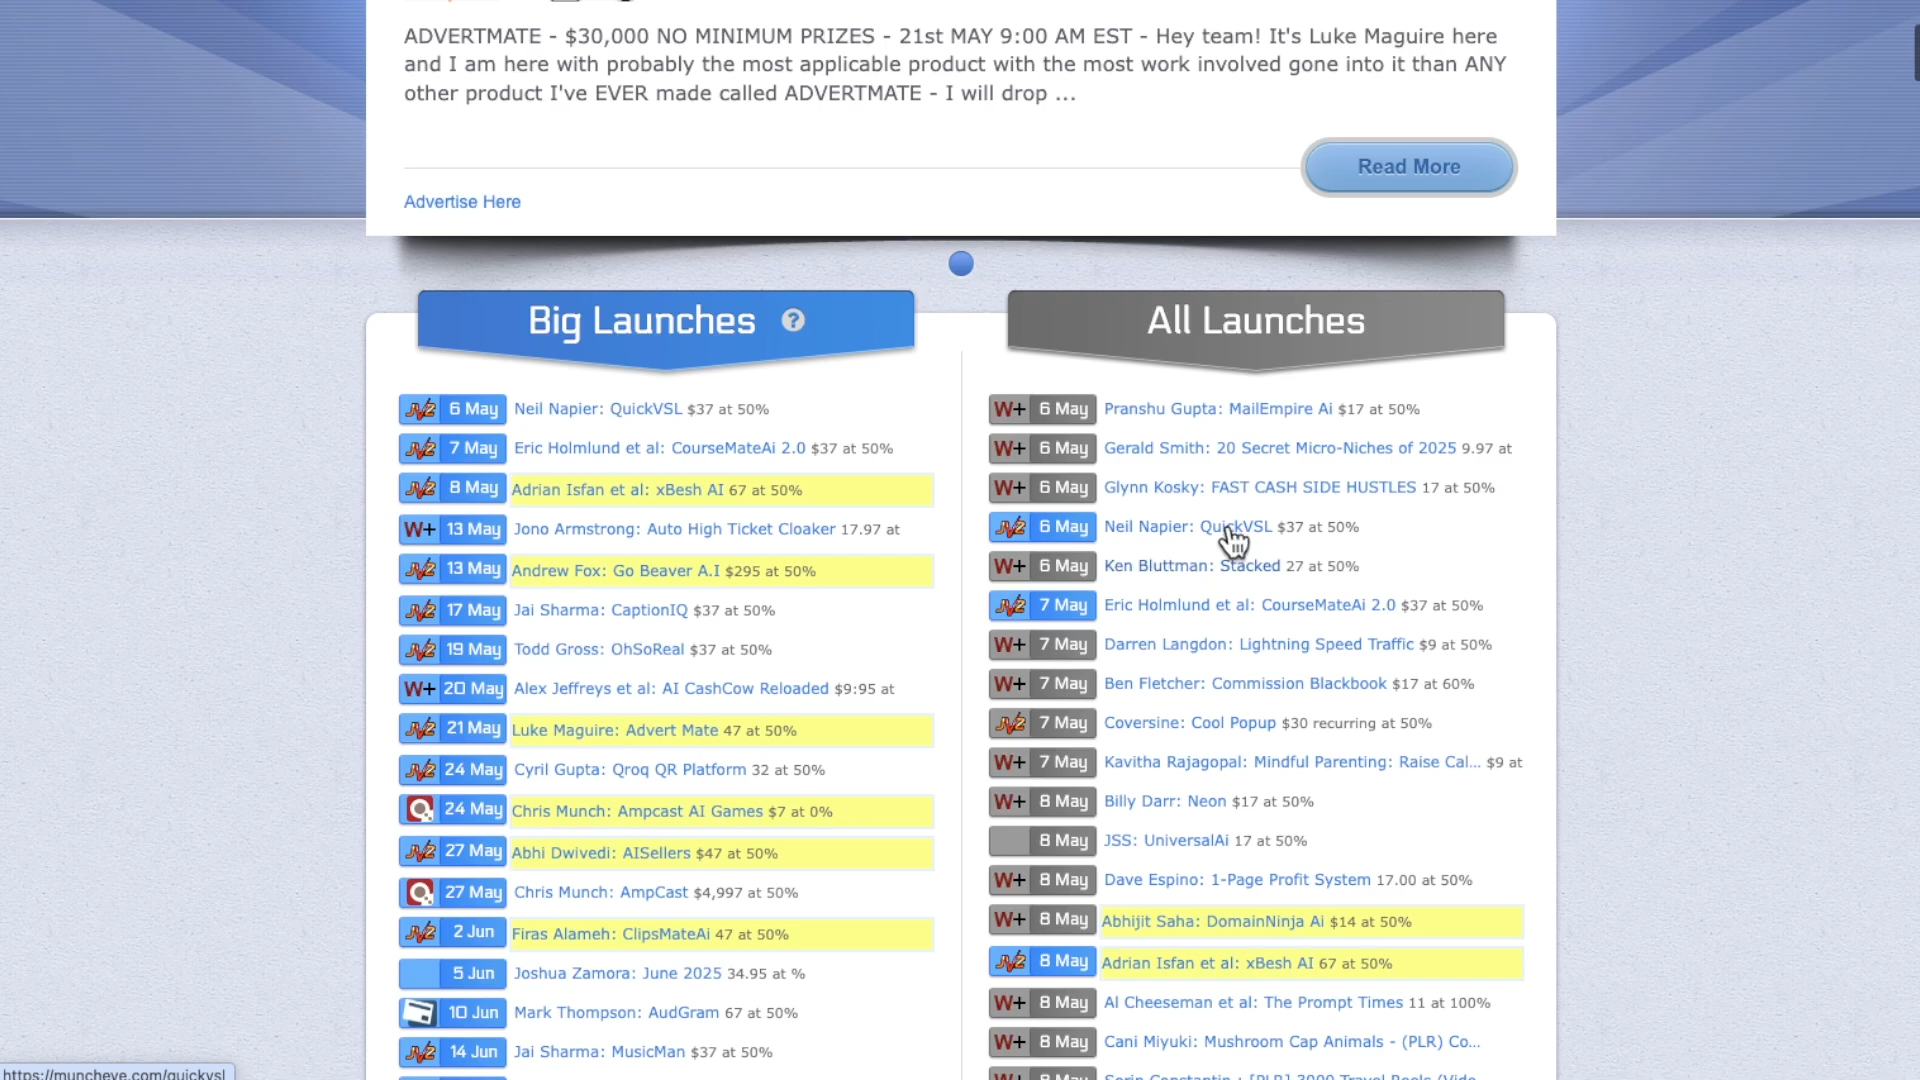 ADVERTMATE - $30,000 NO MINIMUM PRIZES - 21st MAY 9:00 AM EST - Hey team! It's Luke Maguire here
and I am here with probably the most applicable product with the most work involved gone into it than ANY
other product I've EVER made called ADVERTMATE - I will drop ...
Read More
Advertise Here
Big Launches ?
6 May Neil Napier: QuickVSL $37 at 50%
7 May Eric Holmlund et al: CourseMateAi 2.0 $37 at 50%
8 May Adrian Isfan et al: xBesh AI 67 at 50%
W+ 13 May Jono Armstrong: Auto High Ticket Cloaker 17.97 at
13 May Andrew Fox: Go Beaver A.I $295 at 50%
17 May Jai Sharma: CaptionIQ $37 at 50%
19 May Todd Gross: OhSoReal $37 at 50%
W+ 20 May Alex Jeffreys et al: AI CashCow Reloaded $9:95 at
21 May Luke Maguire: Advert Mate 47 at 50%
24 May Cyril Gupta: Qroq QR Platform 32 at 50%
24 May Chris Munch: Ampcast AI Games $7 at 0%
27 May Abhi Dwivedi: AISellers $47 at 50%
27 May Chris Munch: AmpCast $4,997 at 50%
2 Jun Firas Alameh: ClipsMateAi 47 at 50%
5 Jun Joshua Zamora: June 2025 34.95 at %
10 Jun Mark Thompson: AudGram 67 at 50%
14 Jun Jai Sharma: MusicMan $37 at 50%
All Launches
W+ 6 May Pranshu Gupta: MailEmpire Ai $17 at 50%
W+ 6 May Gerald Smith: 20 Secret Micro-Niches of 2025 9.97 at
W+ 6 May Glynn Kosky: FAST CASH SIDE HUSTLES 17 at 50%
JVZ 6 May Neil Napier: QuickVSL $37 at 50%
W+ 6 May Ken Bluttman: Stacked 27 at 50%
JVZ 7 May Eric Holmlund et al: CourseMateAi 2.0 $37 at 50%
W+ 7 May Darren Langdon: Lightning Speed Traffic $9 at 50%
W+ 7 May Ben Fletcher: Commission Blackbook $17 at 60%
JVZ 7 May Coversine: Cool Popup $30 recurring at 50%
W+ 7 May Kavitha Rajagopal: Mindful Parenting: Raise Cal... $9 at
W+ 8 May Billy Darr: Neon $17 at 50%
8 May JSS: UniversalAi 17 at 50%
W+ 8 May Dave Espino: 1-Page Profit System 17.00 at 50%
W+ 8 May Abhijit Saha: DomainNinja Ai $14 at 50%
JVZ 8 May Adrian Isfan et al: xBesh AI 67 at 50%
W+ 8 May Al Cheeseman et al: The Prompt Times 11 at 100%
W+ 8 May Cani Miyuki: Mushroom Cap Animals - (PLR) Co...
https://muncheye.com/quickvsl